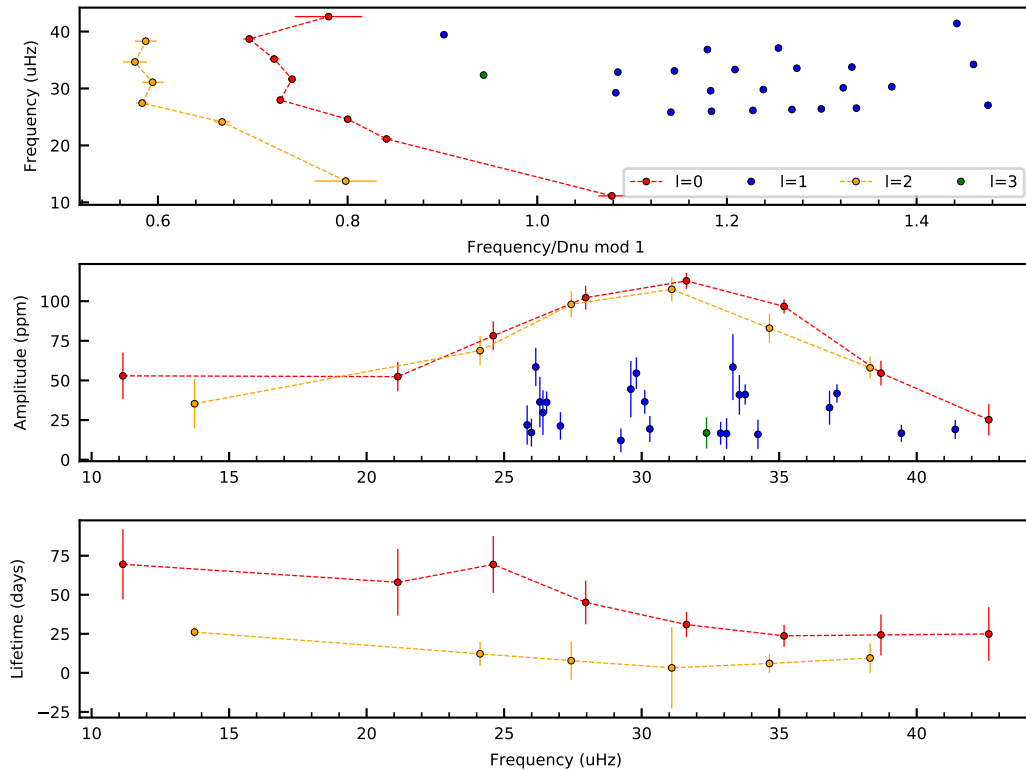 40
30
20
10
Frequency (uHz)
l=0 l=1 l=2 l=3
0.6 0.8 1.0 1.2 1.4
Frequency/Dnu mod 1
100
75
50
25
0
Amplitude (ppm)
10 15 20 25 30 35 40
75
50
25
0
−25
Lifetime (days)
10 15 20 25 30 35 40
Frequency (uHz)